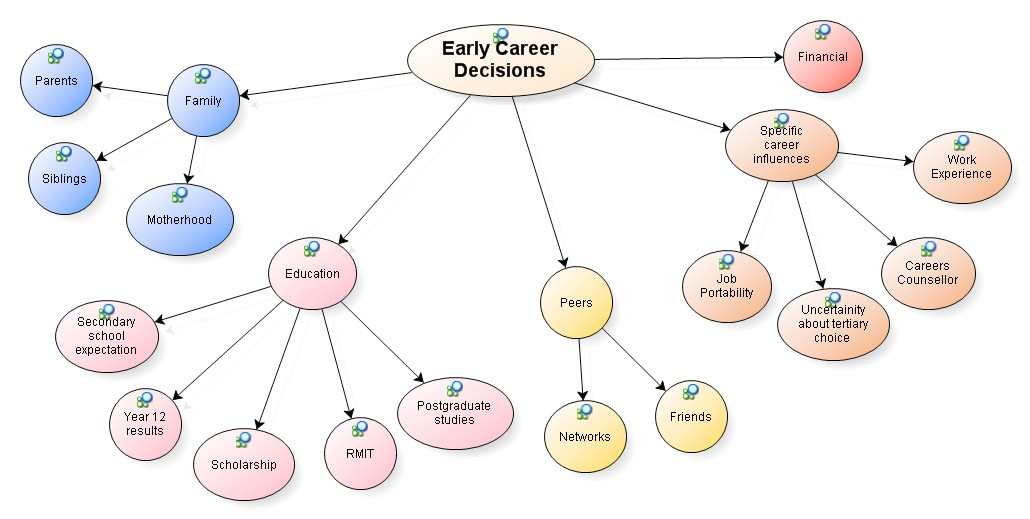 Early Career
Decisions
Financial
Parents
Family
Siblings
Motherhood
Specific
career
influences
Work
Experience
Education
Peers
Job
Portability
Careers
Counsellor
Uncertainity
about tertiary
choice
Secondary
school
expectation
Year 12
results
Scholarship
RMIT
Postgraduate
studies
Networks
Friends